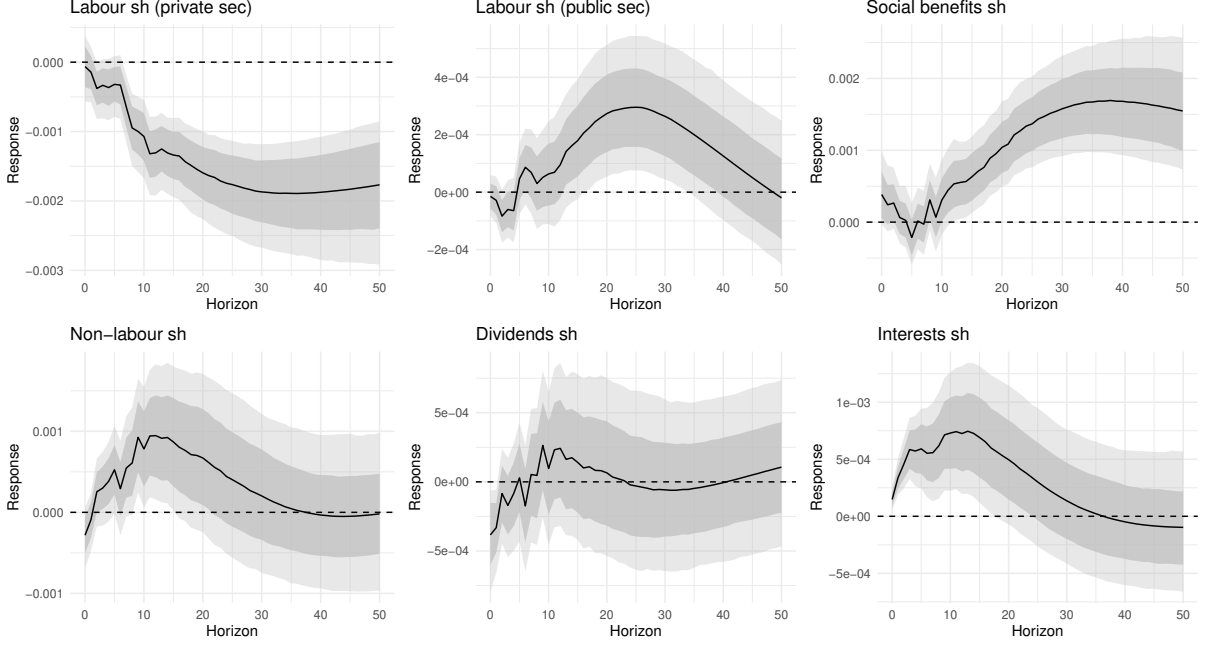 Labour sh (private sec)
Response
0.000
−0.001
−0.002
−0.003
0 10 20 30 40 50
Horizon
Labour sh (public sec)
Response
4e−04
2e−04
0e+00
−2e−04
0 10 20 30 40 50
Horizon
Social benefits sh
Response
0.002
0.001
0.000
0 10 20 30 40 50
Horizon
Non−labour sh
Response
0.001
0.000
−0.001
0 10 20 30 40 50
Horizon
Dividends sh
Response
5e−04
0e+00
−5e−04
0 10 20 30 40 50
Horizon
Interests sh
Response
1e−03
5e−04
0e+00
−5e−04
0 10 20 30 40 50
Horizon